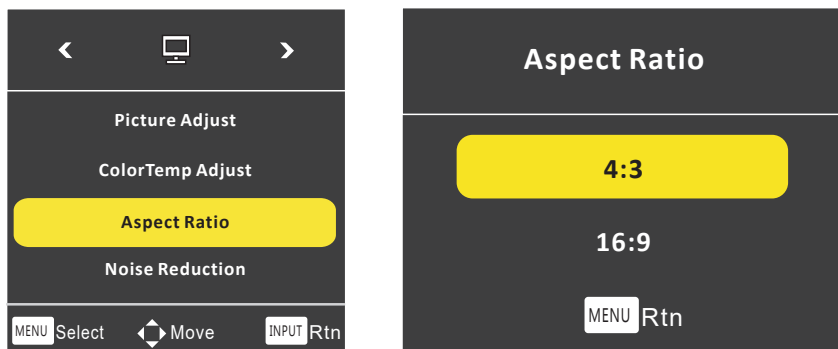 Picture Adjust
ColorTemp Adjust
Aspect Ratio
Noise Reduction
MENU Select Move INPUT Rtn
Aspect Ratio
4:3
16:9
MENU Rtn